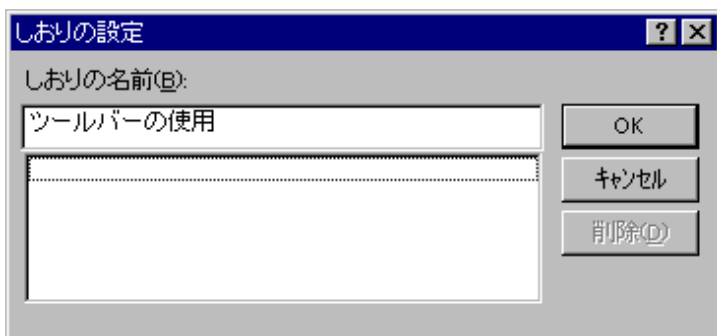 しおりの設定
しおりの名前(B):
ツールバーの使用
OK
キャンセル
削除(D)